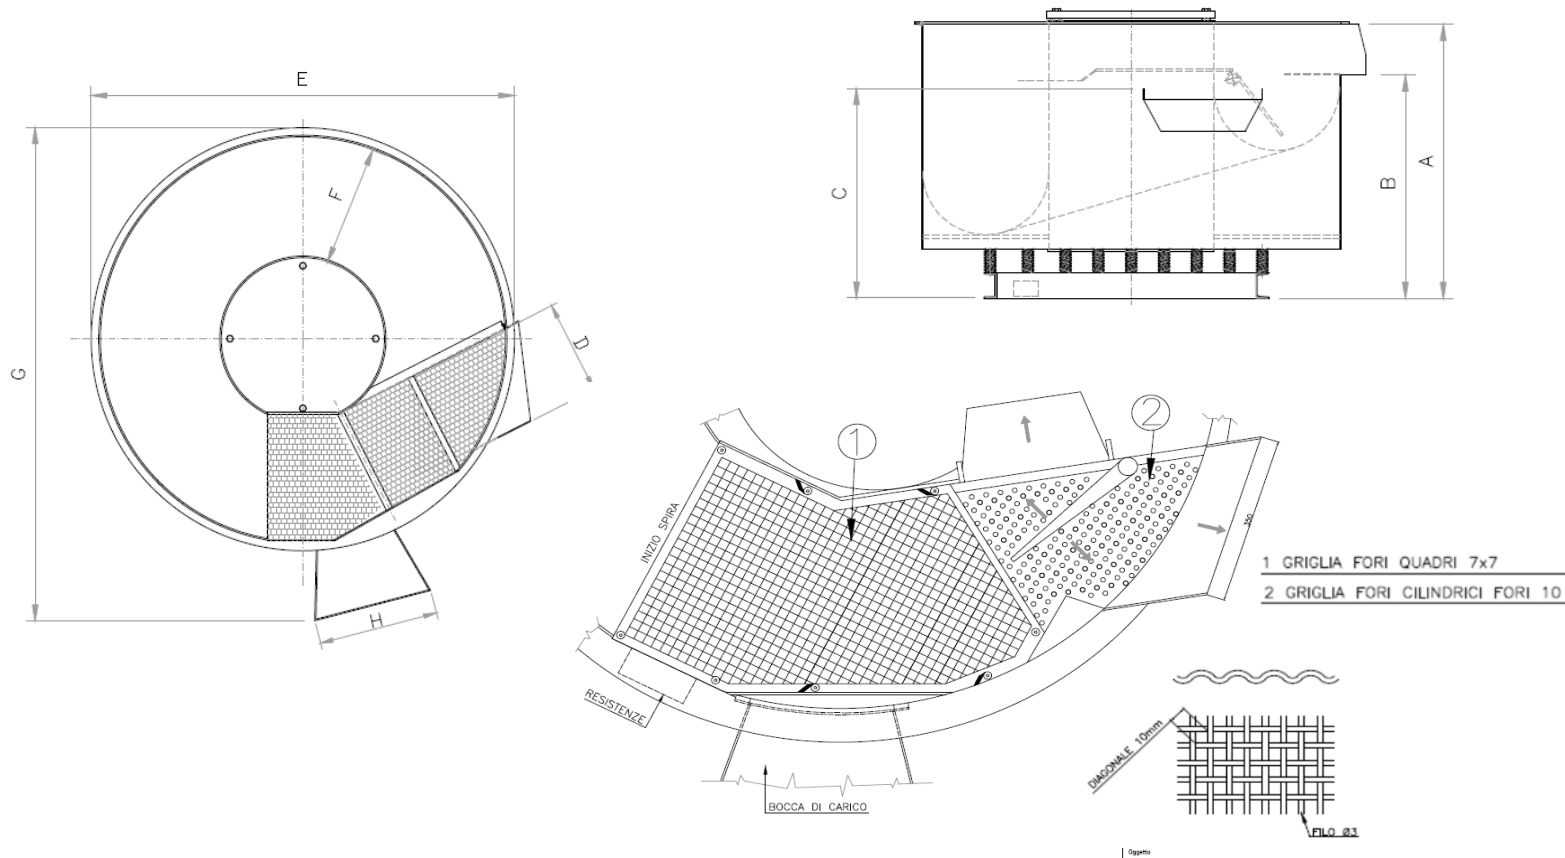 E
F
G
D
H
C
B
A
1
2
INIZIO SPIRA
350
1 GRIGLIA FORI QUADRI 7x7
2 GRIGLIA FORI CILINDRICI FORI 10
RESISTENZE
BOCCA DI CARICO
DIAGONALE 10mm
FILO Ø3
Oggetto